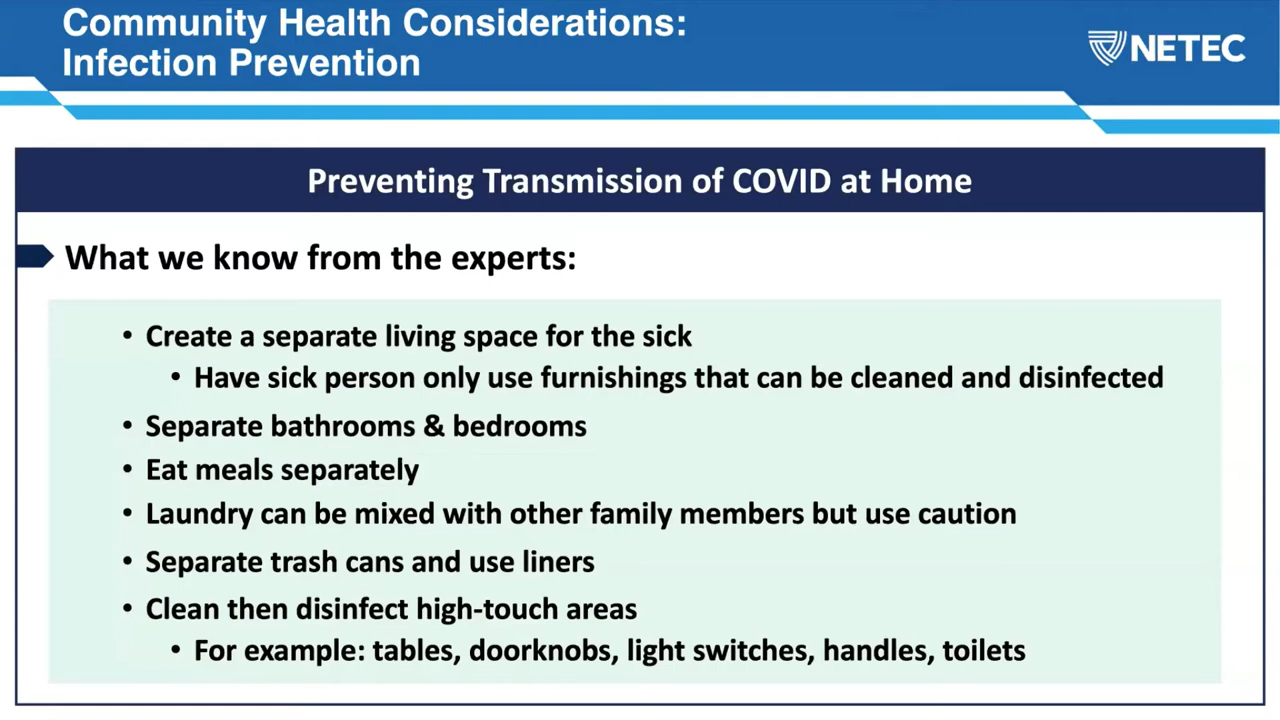 Community Health Considerations:
Infection Prevention
NETEC
Preventing Transmission of COVID at Home
What we know from the experts:
• Create a separate living space for the sick
• Have sick person only use furnishings that can be cleaned and disinfected
• Separate bathrooms & bedrooms
• Eat meals separately
• Laundry can be mixed with other family members but use caution
• Separate trash cans and use liners
• Clean then disinfect high-touch areas
• For example: tables, doorknobs, light switches, handles, toilets